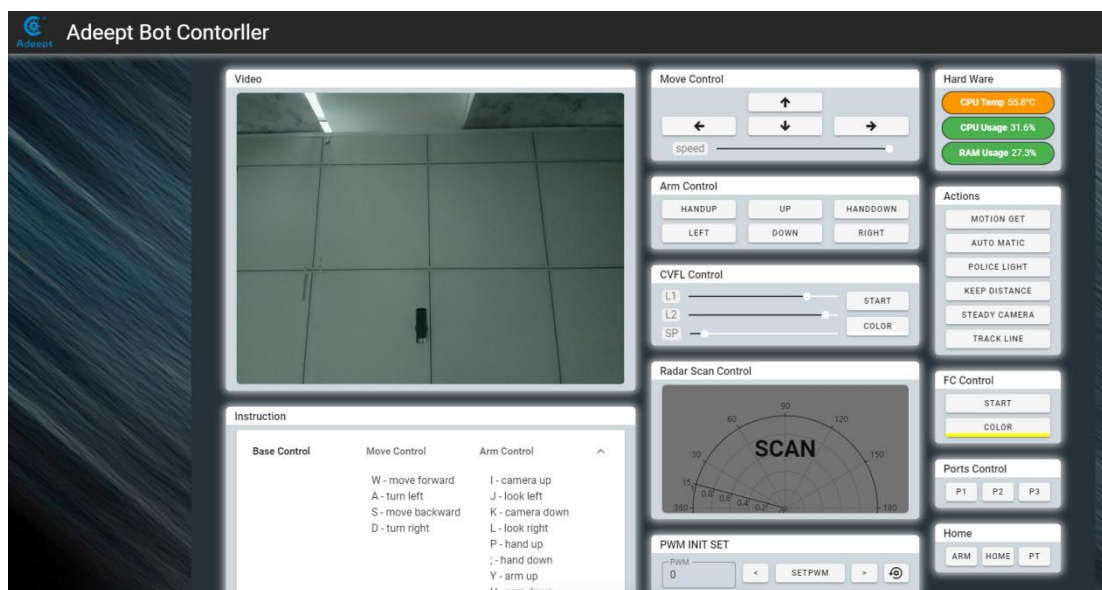 Adeept
Adeept Bot Contorller
Video
Instruction
Base Control
Move Control
W - move forward
A - turn left
S - move backward
D - turn right
Arm Control
I - camera up
J - look left
K - camera down
L - look right
P - hand up
; - hand down
Y - arm up
Move Control
speed
Arm Control
HANDUP UP HANDDOWN
LEFT DOWN RIGHT
CVFL Control
L1
START
L2
COLOR
SP
Radar Scan Control
90
60 120
SCAN
30 150
15
0.8 0.6 0.4 0.2
360 180
PWM INIT SET
PWM
0
< SETPWM >
Hard Ware
CPU Temp 55.8°C
CPU Usage 31.6%
RAM Usage 27.3%
Actions
MOTION GET
AUTO MATIC
POLICE LIGHT
KEEP DISTANCE
STEADY CAMERA
TRACK LINE
FC Control
START
COLOR
Ports Control
P1 P2 P3
Home
ARM HOME PT